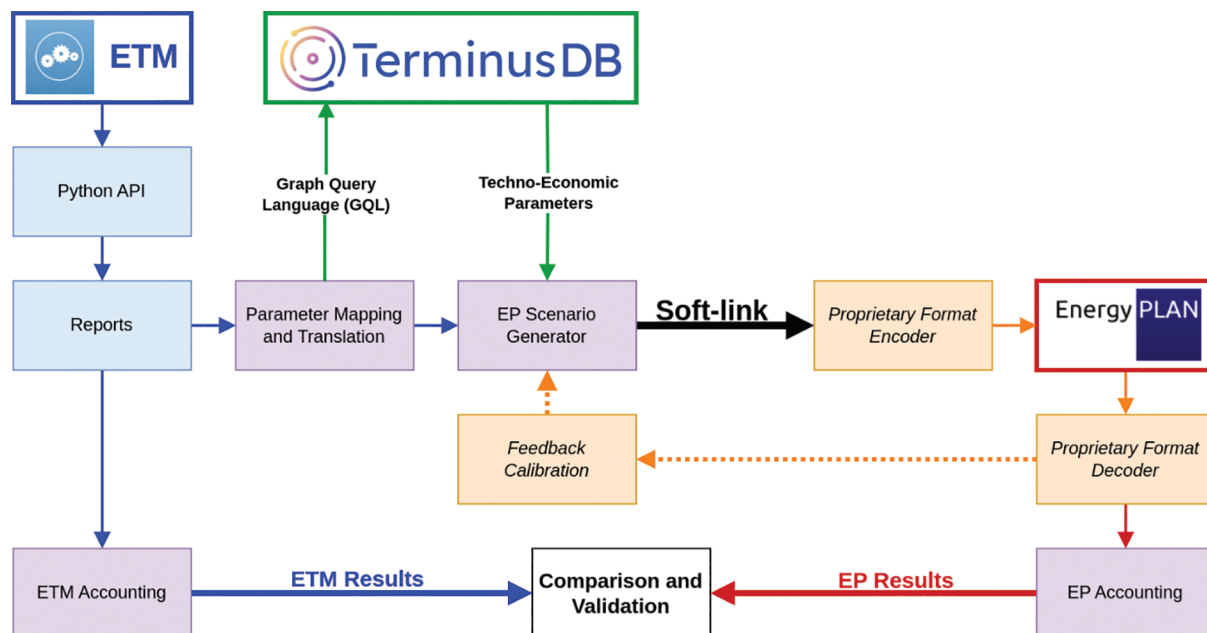 ETM
TerminusDB
Python API
Graph Query
Language (GQL)
Techno-Economic
Parameters
Reports
Parameter Mapping
and Translation
EP Scenario
Generator
Soft-link
Proprietary Format
Encoder
Energy PLAN
Feedback
Calibration
Proprietary Format
Decoder
ETM Accounting
ETM Results
Comparison and
Validation
EP Results
EP Accounting